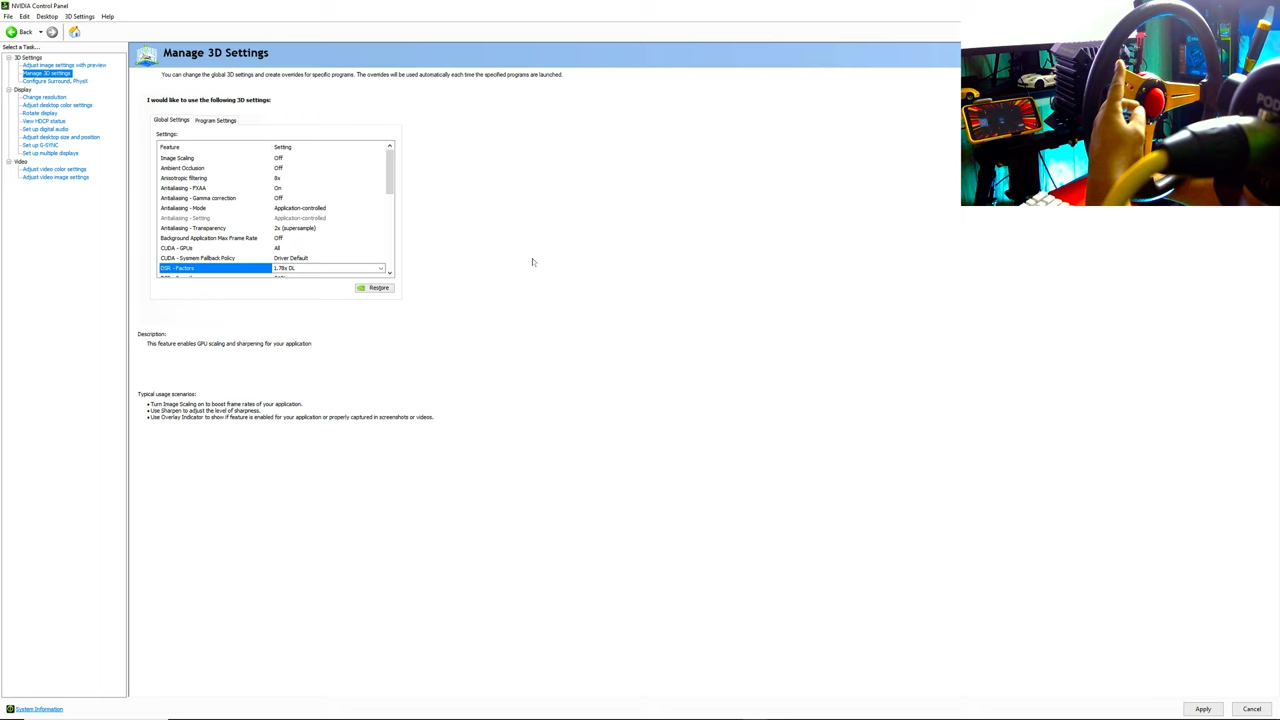 NVIDIA Control Panel
File Edit Desktop 3D Settings Help
Back
Select a Task...
3D Settings
Adjust image settings with preview
Manage 3D settings
Configure Surround, PhysX
Display
Change resolution
Adjust desktop color settings
Rotate display
View HDCP status
Set up digital audio
Adjust desktop size and position
Set up G-SYNC
Set up multiple displays
Video
Adjust video color settings
Adjust video image settings
System Information
Manage 3D Settings
You can change the global 3D settings and create overrides for specific programs. The overrides will be used automatically each time the specified programs are launched.
I would like to use the following 3D settings:
Global Settings Program Settings
Settings:
Feature Setting
Image Scaling Off
Ambient Occlusion Off
Anisotropic filtering 8x
Antialiasing - FXAA On
Antialiasing - Gamma correction Off
Antialiasing - Mode Application-controlled
Antialiasing - Setting Application-controlled
Antialiasing - Transparency 2x (supersample)
Background Application Max Frame Rate Off
CUDA - GPUs All
CUDA - Sysmem Fallback Policy Driver Default
DSR - Factors 1.78x DL
Restore
Description:
This feature enables GPU scaling and sharpening for your application
Typical usage scenarios:
• Turn Image Scaling on to boost frame rates of your application.
• Use Sharpen to adjust the level of sharpness.
• Use Overlay Indicator to show if feature is enabled for your application or properly captured in screenshots or videos.
Apply Cancel